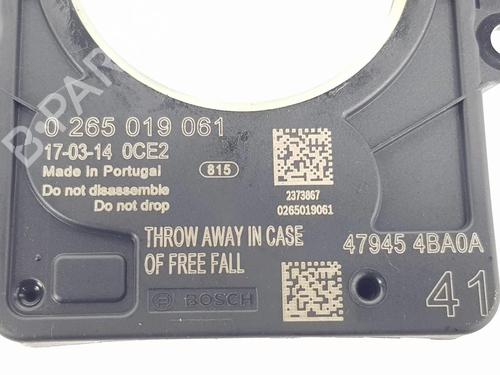 B-PARTS
0 265 019 061
17-03-14 0CE2
Made in Portugal
815
Do not disassemble
Do not drop
2373867
0265019061
THROW AWAY IN CASE
OF FREE FALL
47945 4BA0A
BOSCH
41